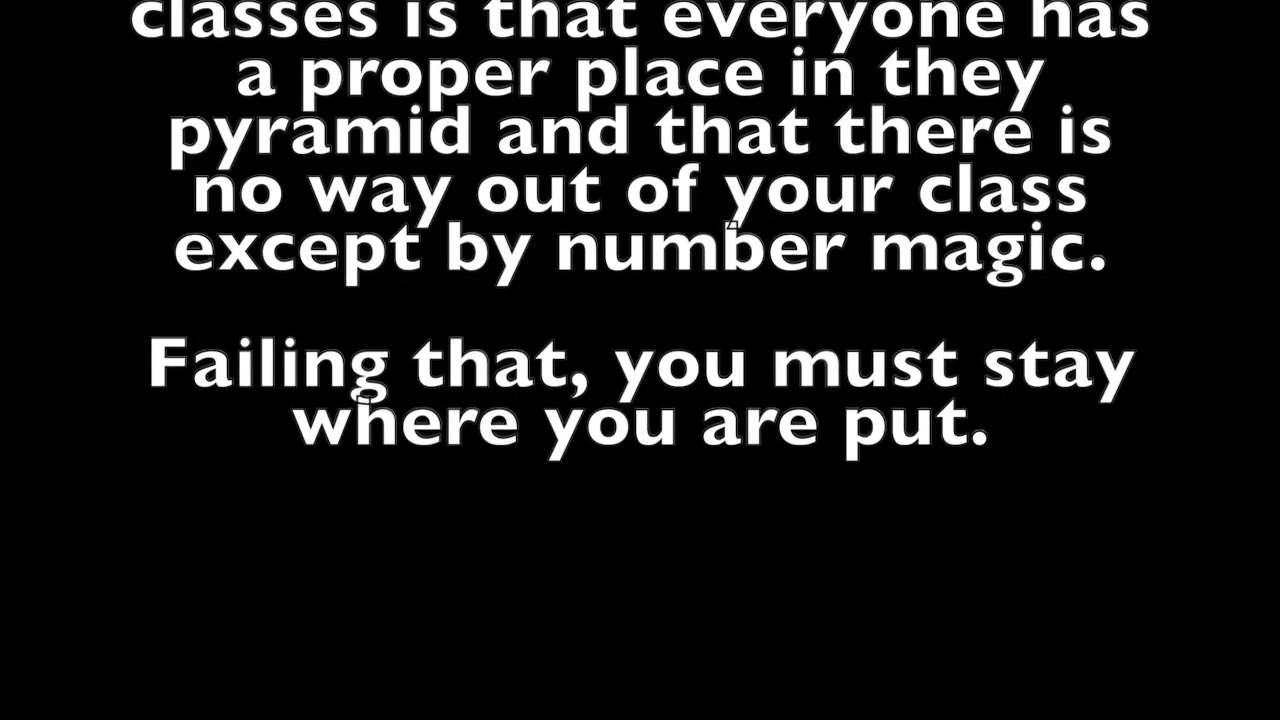 classes is that everyone has
a proper place in they
pyramid and that there is
no way out of your class
except by number magic.
Failing that, you must stay
where you are put.